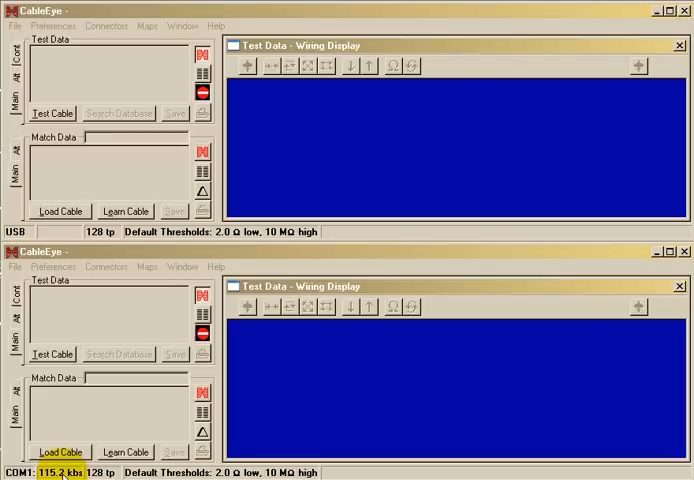 CableEye -
File Preferences Connectors Maps Window Help
Test Data
Cont
Alt
Main
Test Cable Search Database Save
Match Data
Alt
Main
Load Cable Learn Cable Save
Test Data - Wiring Display
Ω
USB 128 tp Default Thresholds: 2.0 Ω low, 10 MΩ high
CableEye -
File Preferences Connectors Maps Window Help
Test Data
Cont
Alt
Main
Test Cable Search Database Save
Match Data
Alt
Main
Load Cable Learn Cable Save
Test Data - Wiring Display
Ω
COM1: 115.2 kbs 128 tp Default Thresholds: 2.0 Ω low, 10 MΩ high